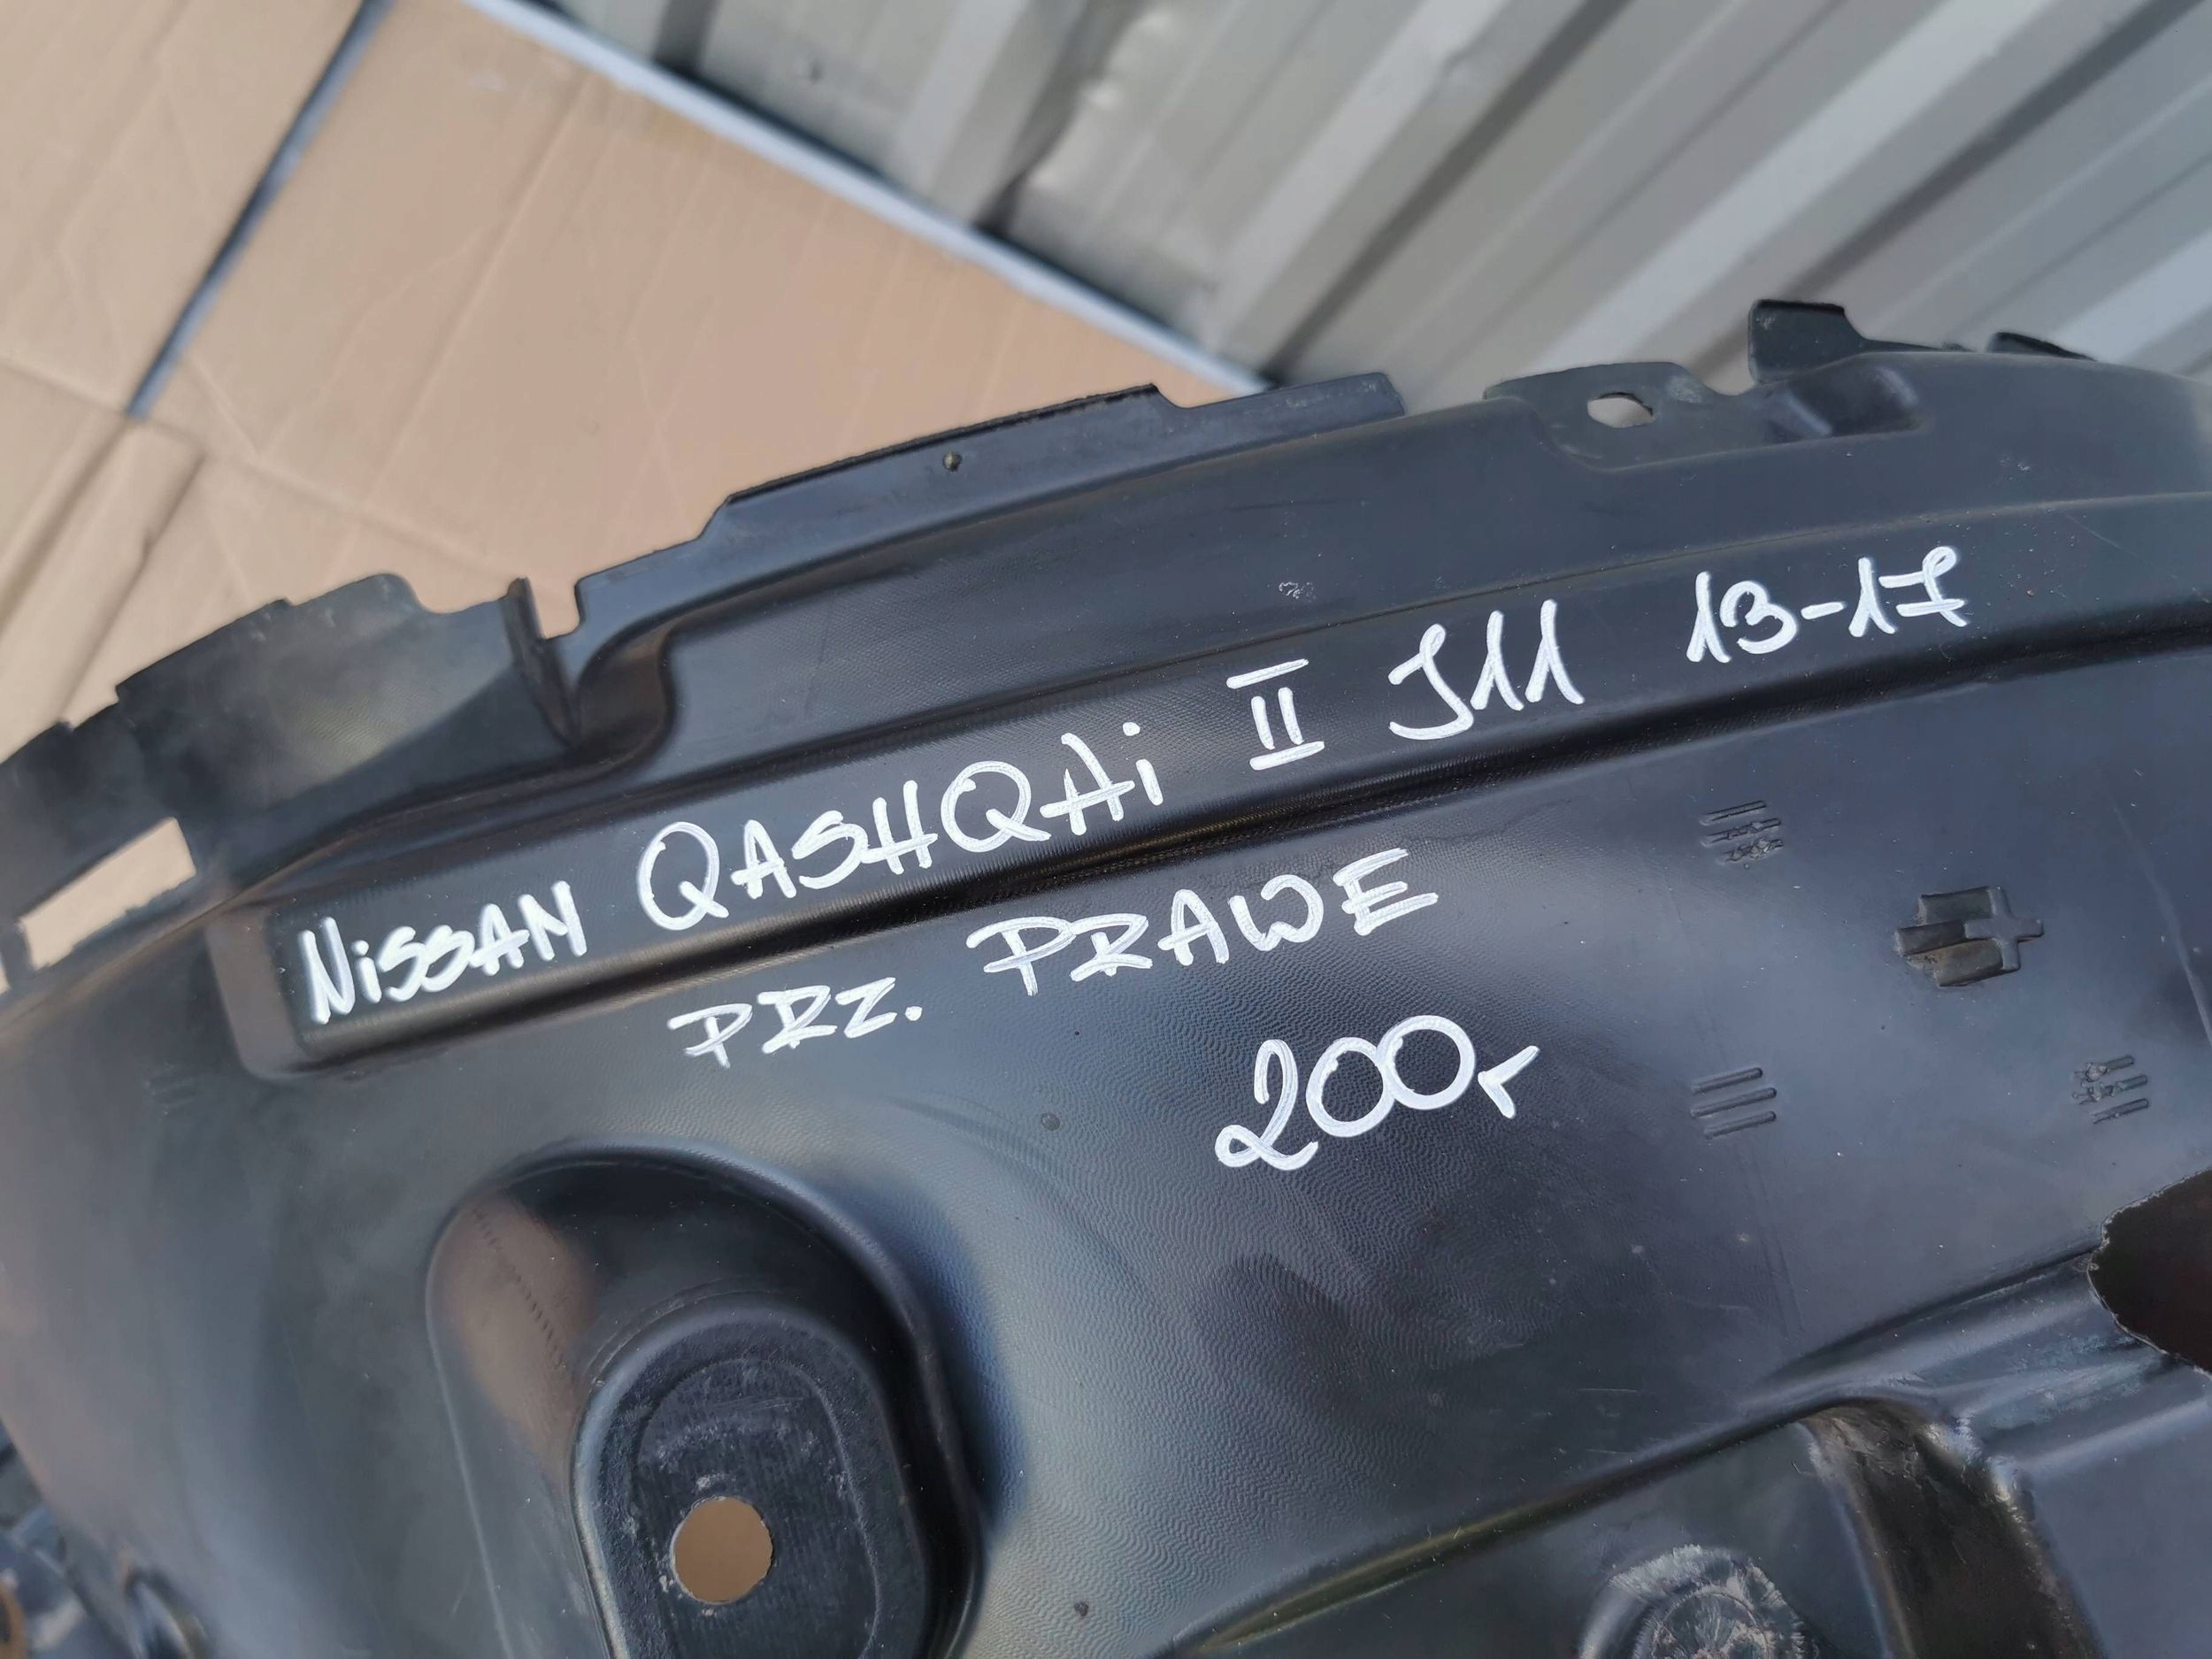 NiSSAN QASHQAi II J11 13-17
PRZ. PRAWE
200,-